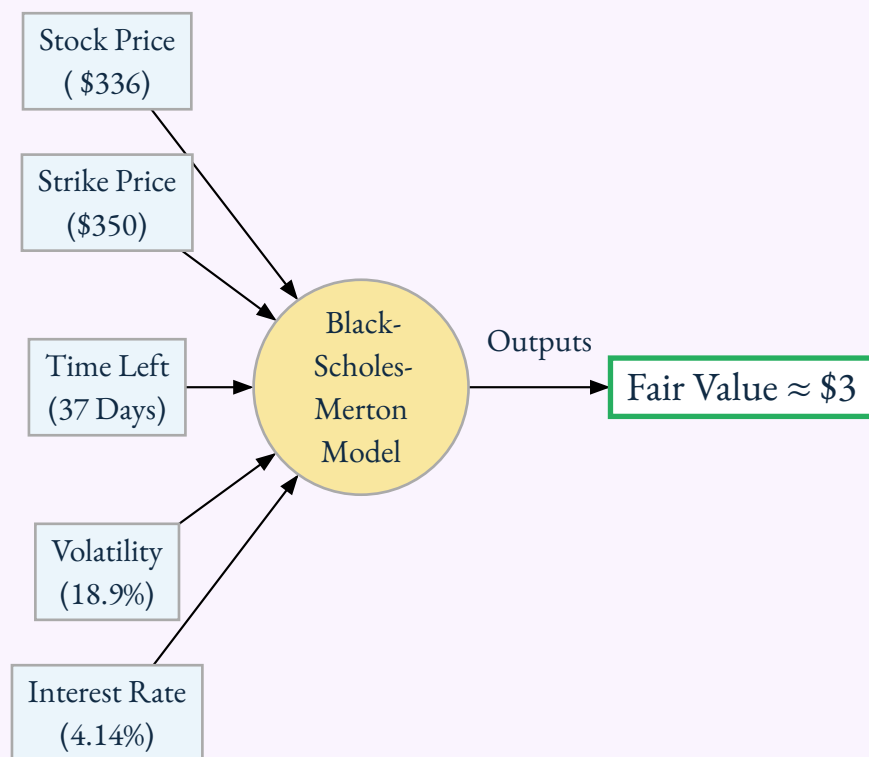 Stock Price
( $336)
Strike Price
($350)
Time Left
(37 Days)
Volatility
(18.9%)
Interest Rate
(4.14%)
Black-
Scholes-
Merton
Model
Outputs
Fair Value ≈ $3